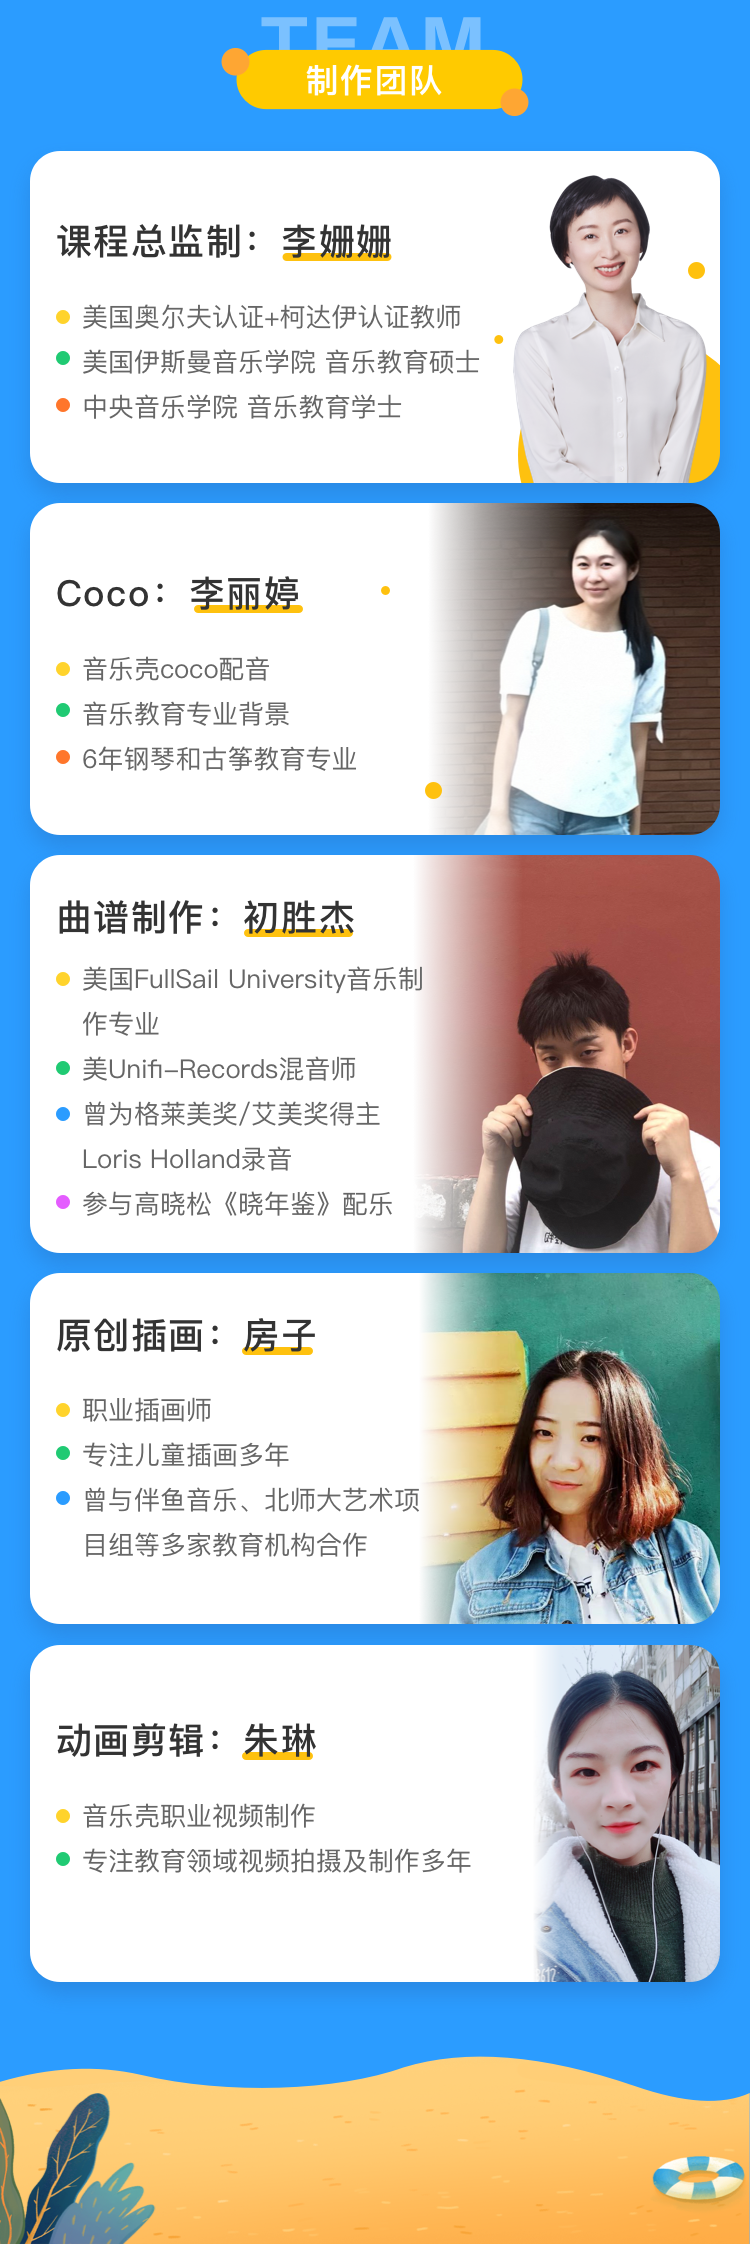 TEAM
制作团队
课程总监制：李姗姗
美国奥尔夫认证+柯达伊认证教师
美国伊斯曼音乐学院 音乐教育硕士
中央音乐学院 音乐教育学士
Coco：李丽婷
音乐壳coco配音
音乐教育专业背景
6年钢琴和古筝教育专业
曲谱制作：初胜杰
美国FullSail University音乐制
作专业
美Unifi-Records混音师
曾为格莱美奖/艾美奖得主
Loris Holland录音
参与高晓松《晓年鉴》配乐
原创插画：房子
职业插画师
专注儿童插画多年
曾与伴鱼音乐、北师大艺术项
目组等多家教育机构合作
动画剪辑：朱琳
音乐壳职业视频制作
专注教育领域视频拍摄及制作多年